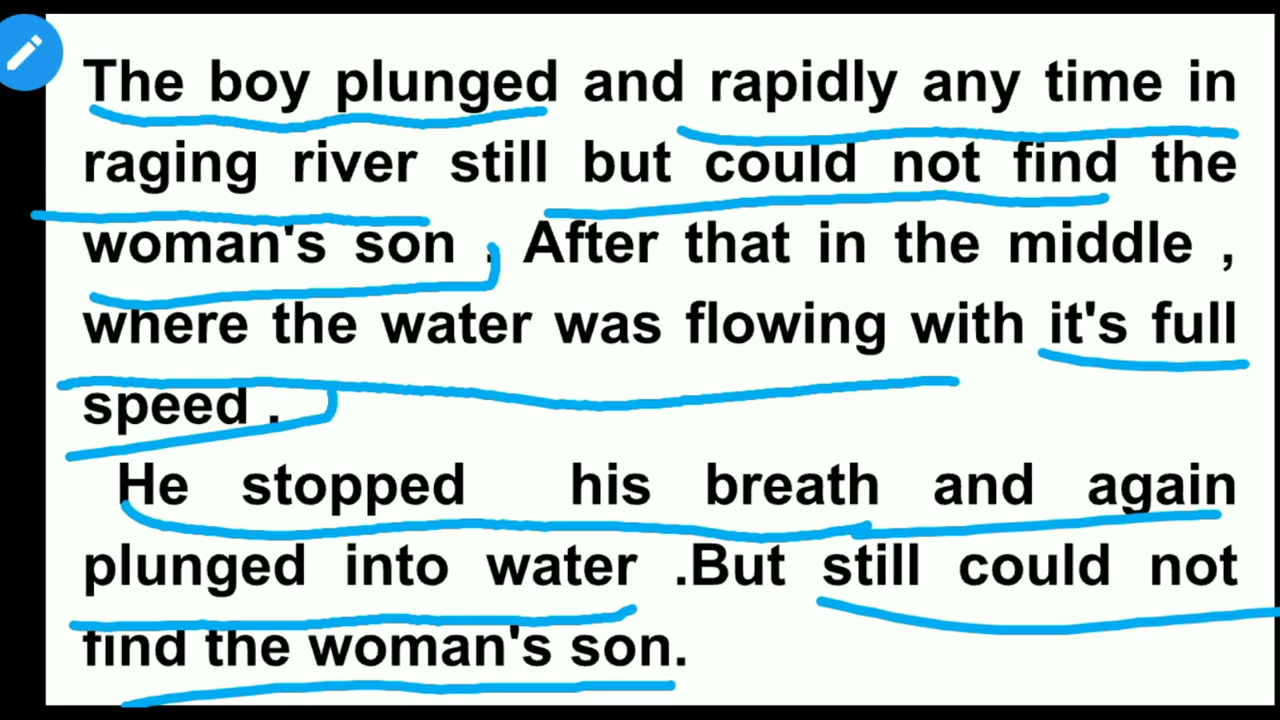 The boy plunged and rapidly any time in
raging river still but could not find the
woman's son . After that in the middle ,
where the water was flowing with it's full
speed .
He stopped his breath and again
plunged into water .But still could not
find the woman's son.